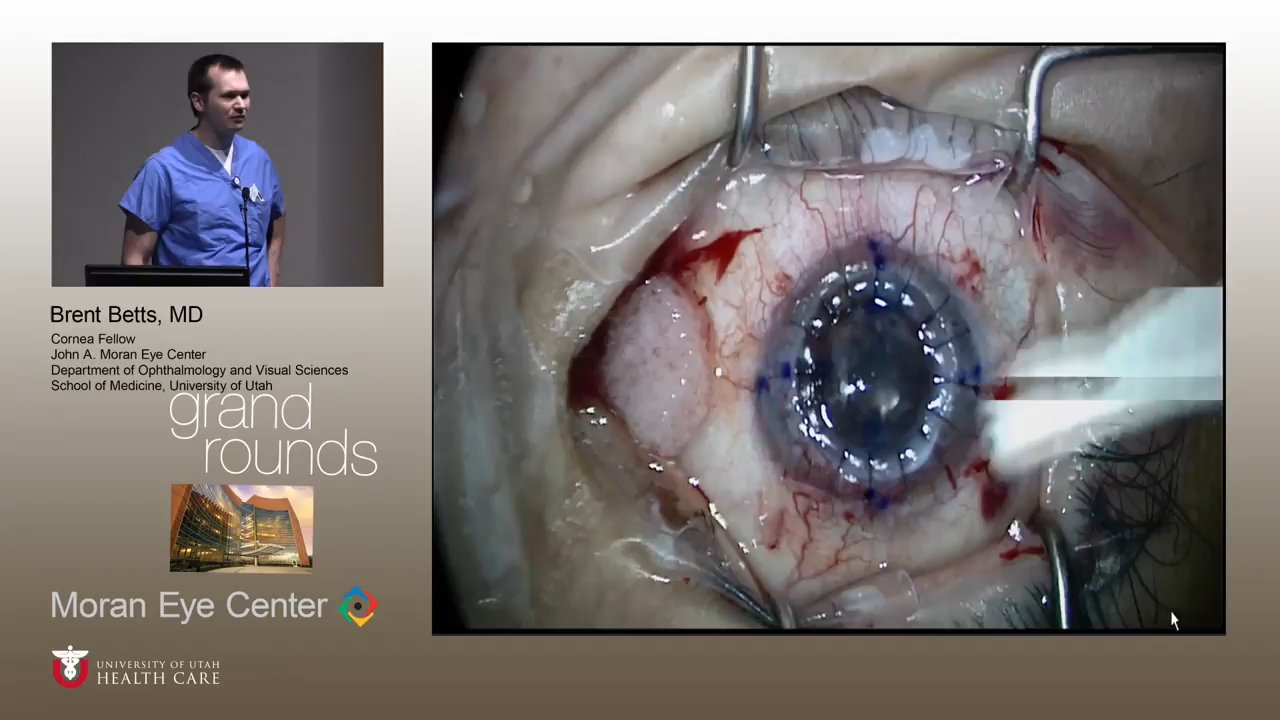 Brent Betts, MD
Cornea Fellow
John A. Moran Eye Center
Department of Ophthalmology and Visual Sciences
School of Medicine, University of Utah
grand
rounds
Moran Eye Center
UNIVERSITY OF UTAH
HEALTH CARE